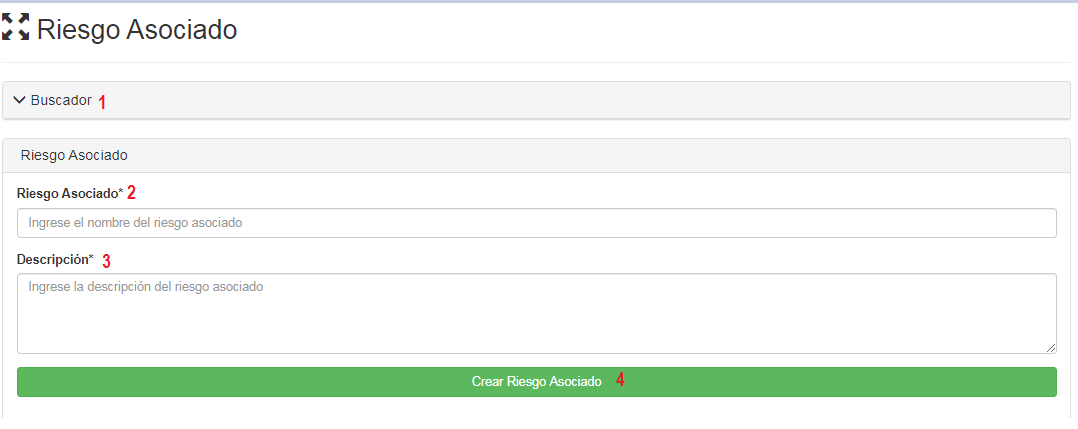 Riesgo Asociado
Buscador 1
Riesgo Asociado
Riesgo Asociado* 2
Ingrese el nombre del riesgo asociado
Descripción* 3
Ingrese la descripción del riesgo asociado
Crear Riesgo Asociado 4